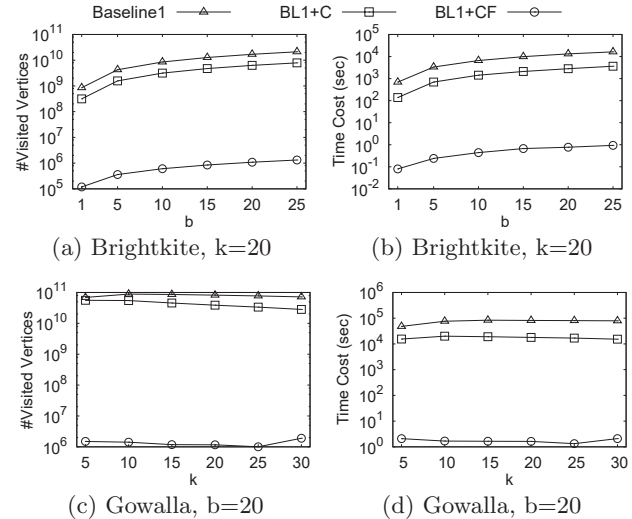 Baseline1 BL1+C BL1+CF
#Visited Vertices
10^11
10^10
10^9
10^8
10^7
10^6
10^5
1 5 10 15 20 25
b
(a) Brightkite, k=20
Time Cost (sec)
10^5
10^4
10^3
10^2
10^1
10^0
10^-1
10^-2
1 5 10 15 20 25
b
(b) Brightkite, k=20
#Visited Vertices
10^11
10^10
10^9
10^8
10^7
10^6
5 10 15 20 25 30
k
(c) Gowalla, b=20
Time Cost (sec)
10^6
10^5
10^4
10^3
10^2
10^1
10^0
5 10 15 20 25 30
k
(d) Gowalla, b=20